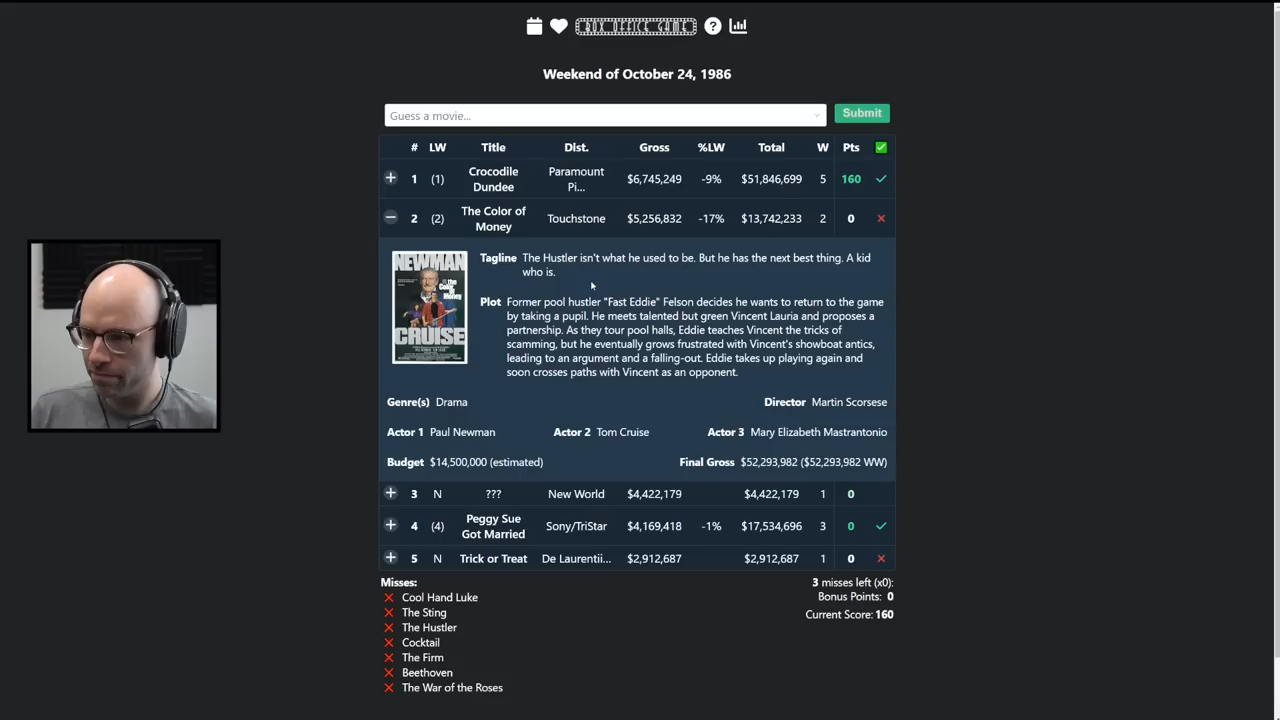 BOX OFFICE GAME
Weekend of October 24, 1986
Guess a movie...
Submit
# LW Title Dist. Gross %LW Total W Pts
1 (1) Crocodile Dundee Paramount Pi... $6,745,249 -9% $51,846,699 5 160
2 (2) The Color of Money Touchstone $5,256,832 -17% $13,742,233 2 0
NEWMAN
the Color of Money
CRUISE
Tagline The Hustler isn't what he used to be. But he has the next best thing. A kid
who is.
Plot Former pool hustler "Fast Eddie" Felson decides he wants to return to the game
by taking a pupil. He meets talented but green Vincent Lauria and proposes a
partnership. As they tour pool halls, Eddie teaches Vincent the tricks of
scamming, but he eventually grows frustrated with Vincent's showboat antics,
leading to an argument and a falling-out. Eddie takes up playing again and
soon crosses paths with Vincent as an opponent.
Genre(s) Drama Director Martin Scorsese
Actor 1 Paul Newman Actor 2 Tom Cruise Actor 3 Mary Elizabeth Mastrantonio
Budget $14,500,000 (estimated) Final Gross $52,293,982 ($52,293,982 WW)
3 N ??? New World $4,422,179 $4,422,179 1 0
4 (4) Peggy Sue Got Married Sony/TriStar $4,169,418 -1% $17,534,696 3 0
5 N Trick or Treat De Laurentii... $2,912,687 $2,912,687 1 0
Misses:
Cool Hand Luke
The Sting
The Hustler
Cocktail
The Firm
Beethoven
The War of the Roses
3 misses left (x0):
Bonus Points: 0
Current Score: 160